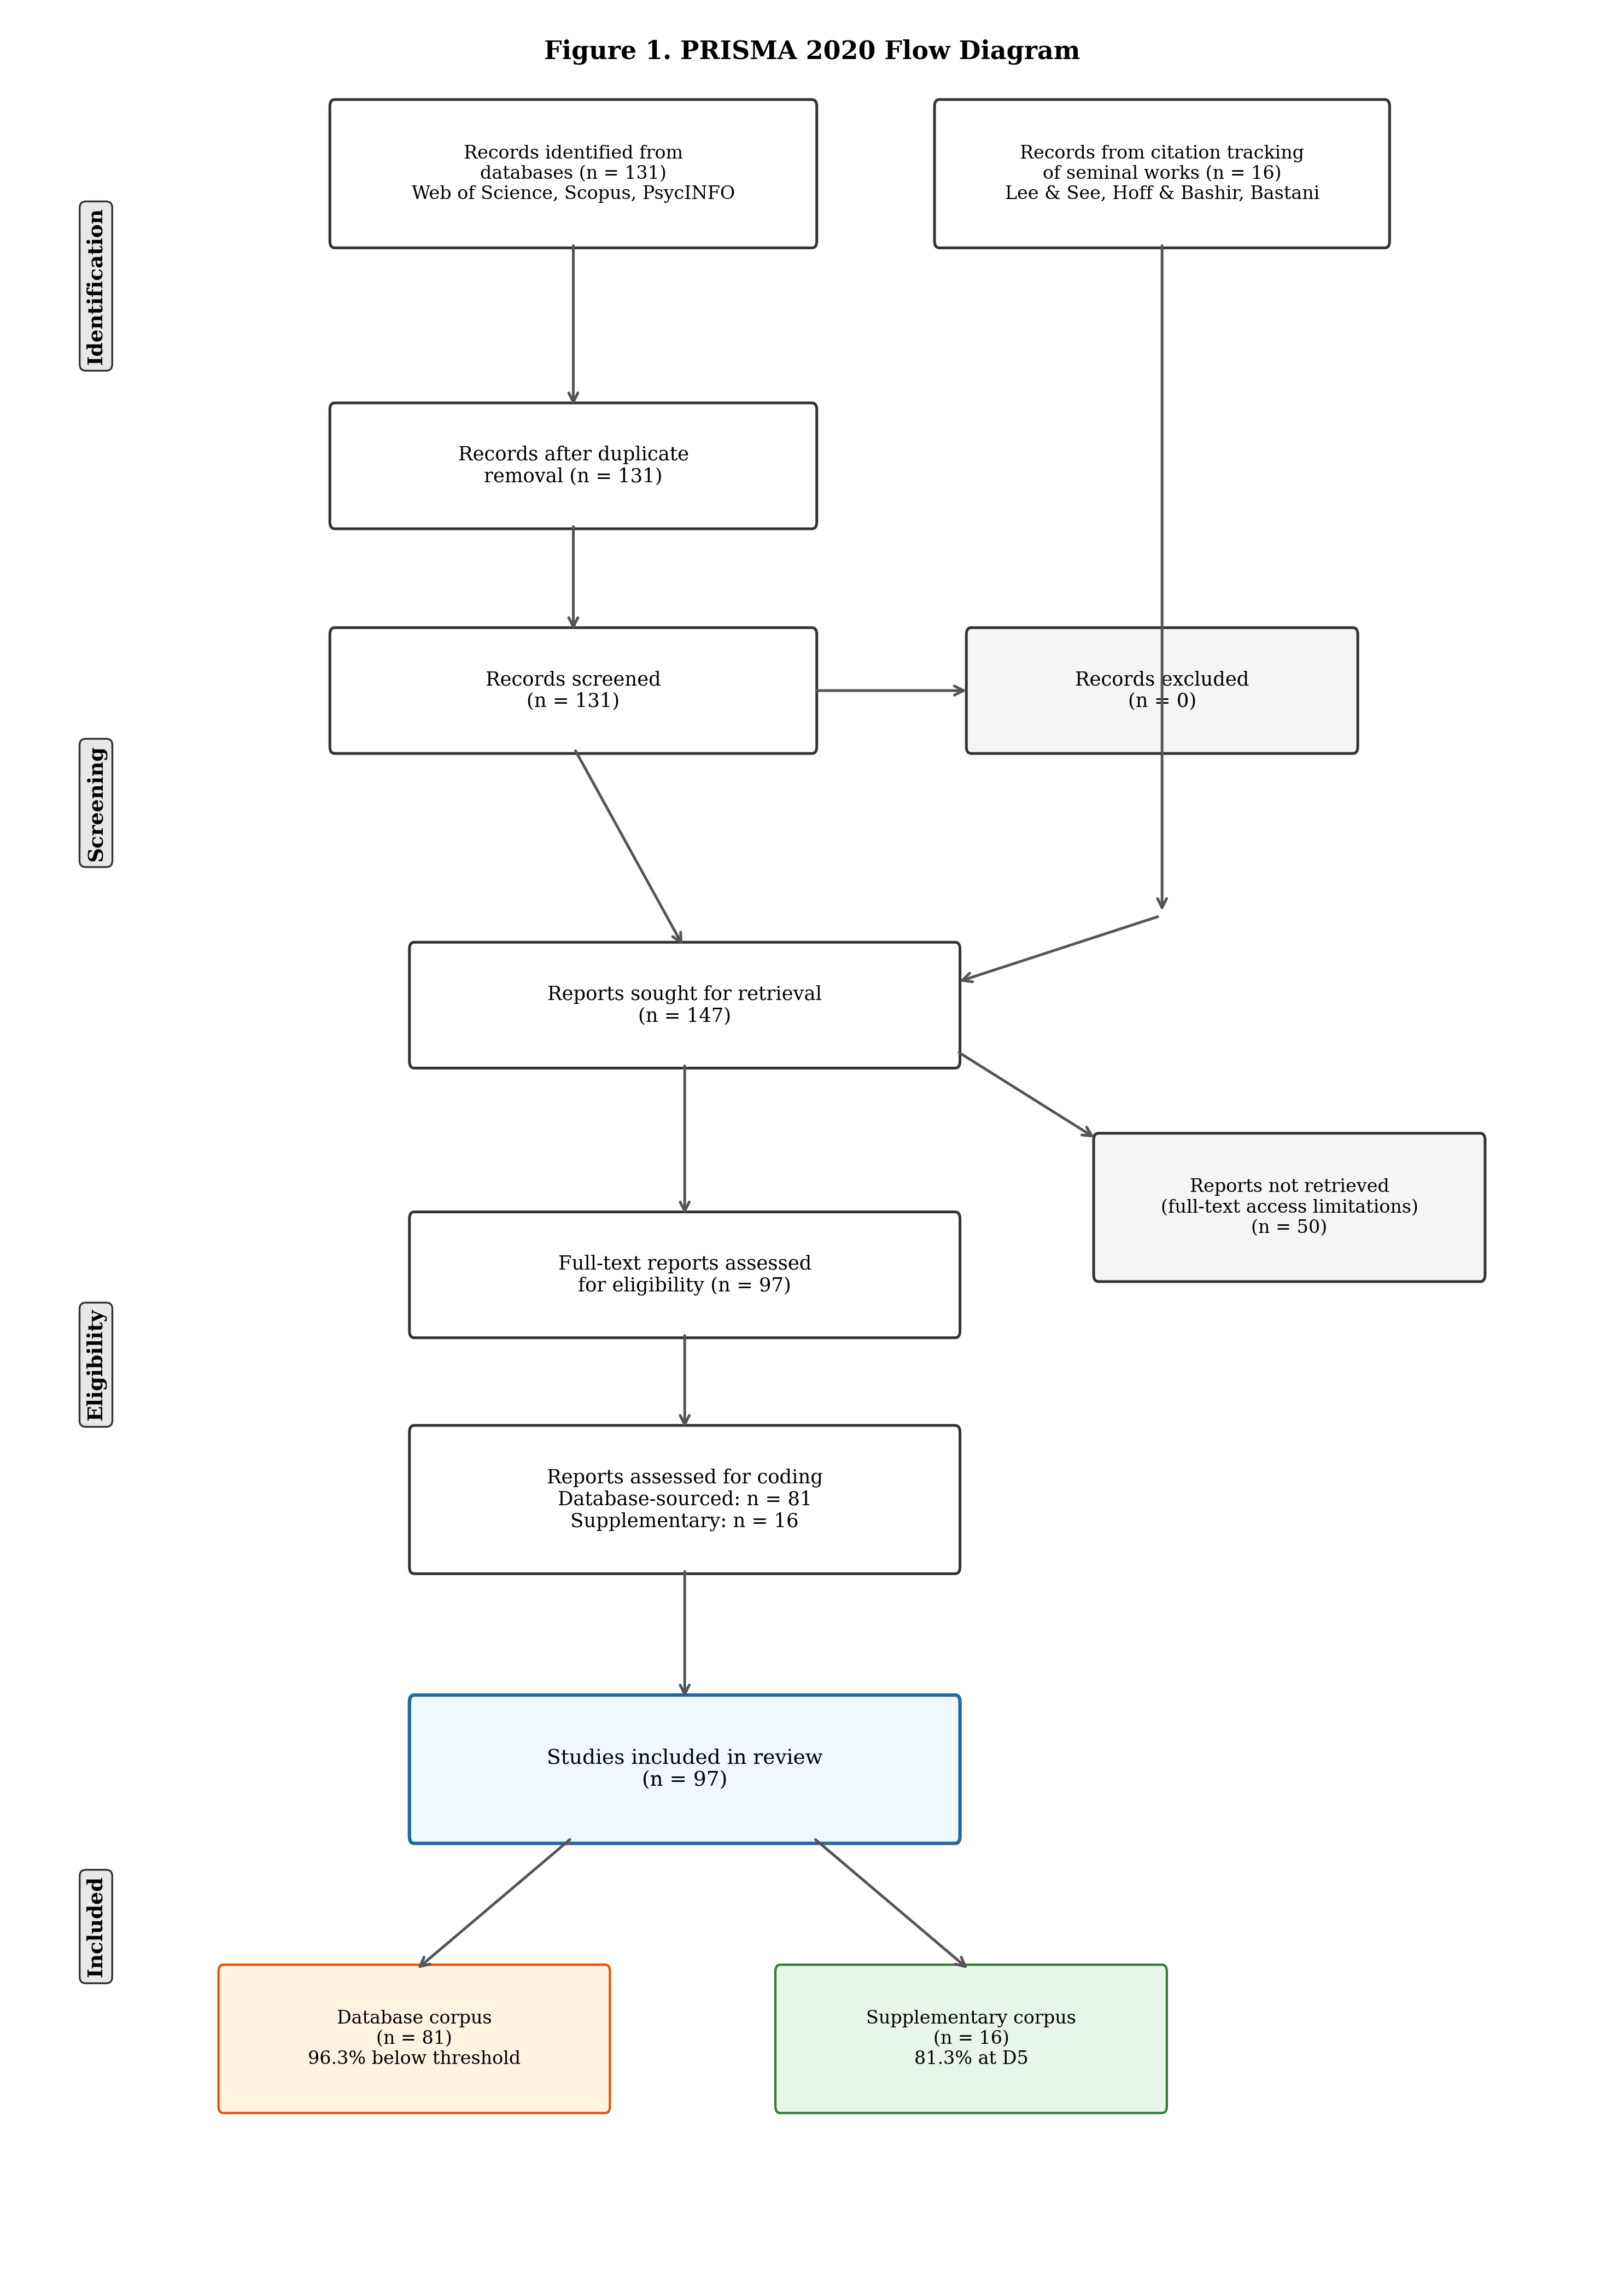 Figure 1. PRISMA 2020 Flow Diagram
Records identified from
databases (n = 131)
Web of Science, Scopus, PsycINFO
Records from citation tracking
of seminal works (n = 16)
Lee & See, Hoff & Bashir, Bastani
Identification
Records after duplicate
removal (n = 131)
Records screened
(n = 131)
Records excluded
(n = 0)
Screening
Reports sought for retrieval
(n = 147)
Reports not retrieved
(full-text access limitations)
(n = 50)
Full-text reports assessed
for eligibility (n = 97)
Eligibility
Reports assessed for coding
Database-sourced: n = 81
Supplementary: n = 16
Studies included in review
(n = 97)
Included
Database corpus
(n = 81)
96.3% below threshold
Supplementary corpus
(n = 16)
81.3% at D5